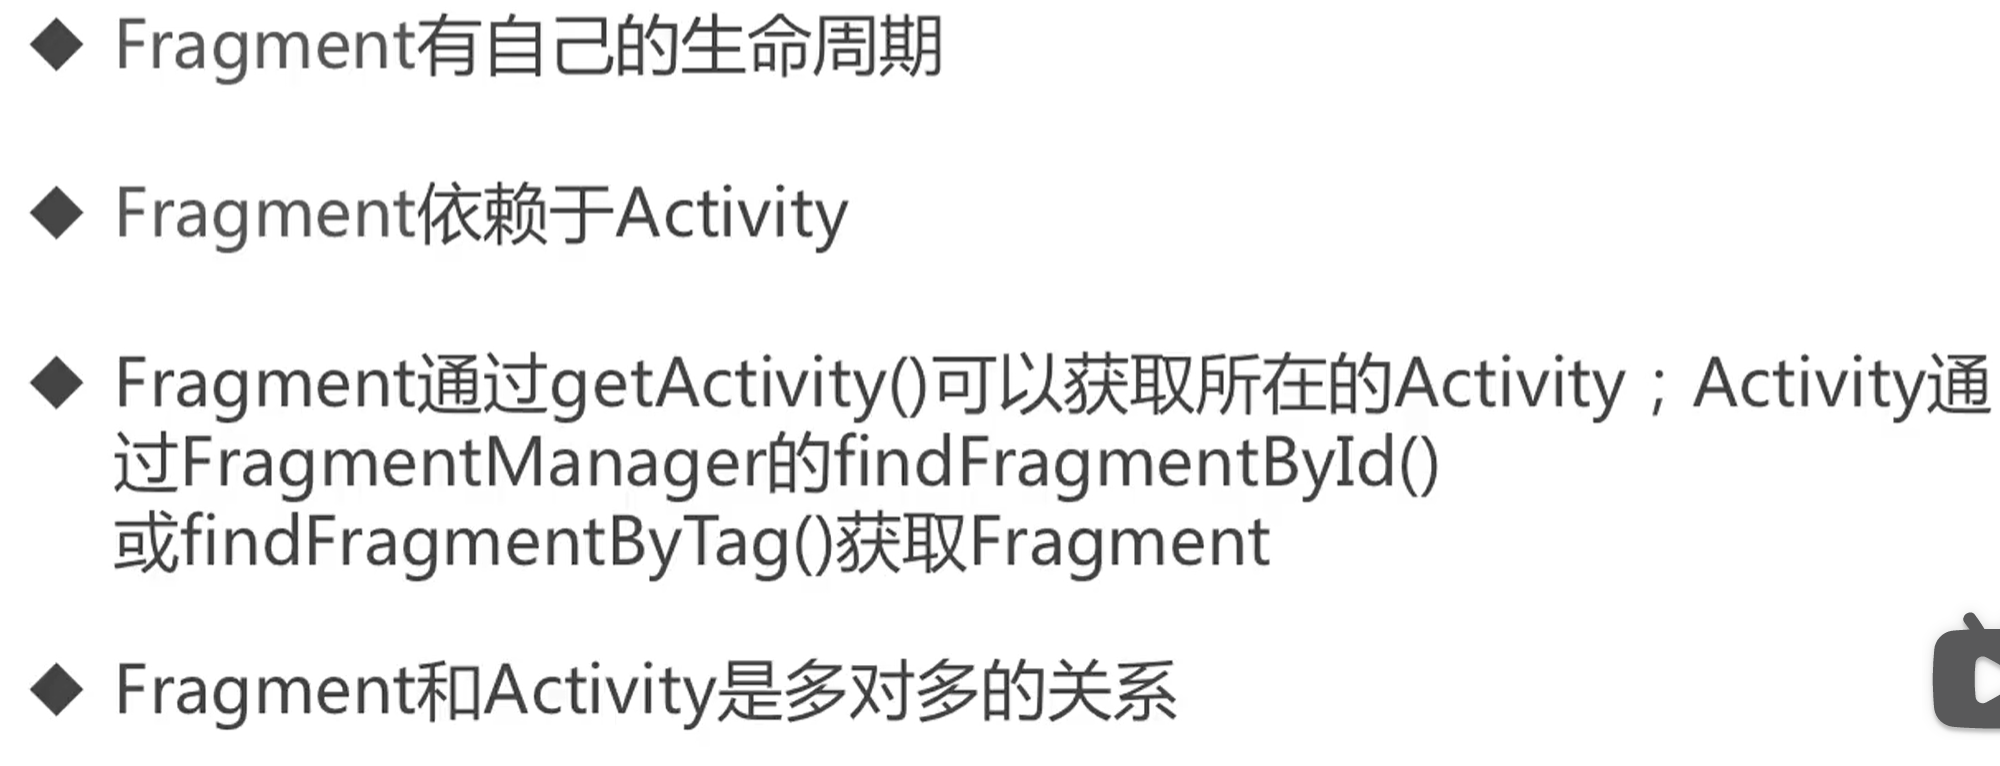 ◆ Fragment有自己的生命周期
◆ Fragment依赖于Activity
◆ Fragment通过getActivity()可以获取所在的Activity；Activity通
过FragmentManager的findFragmentById()
或findFragmentByTag()获取Fragment
◆ Fragment和Activity是多对多的关系